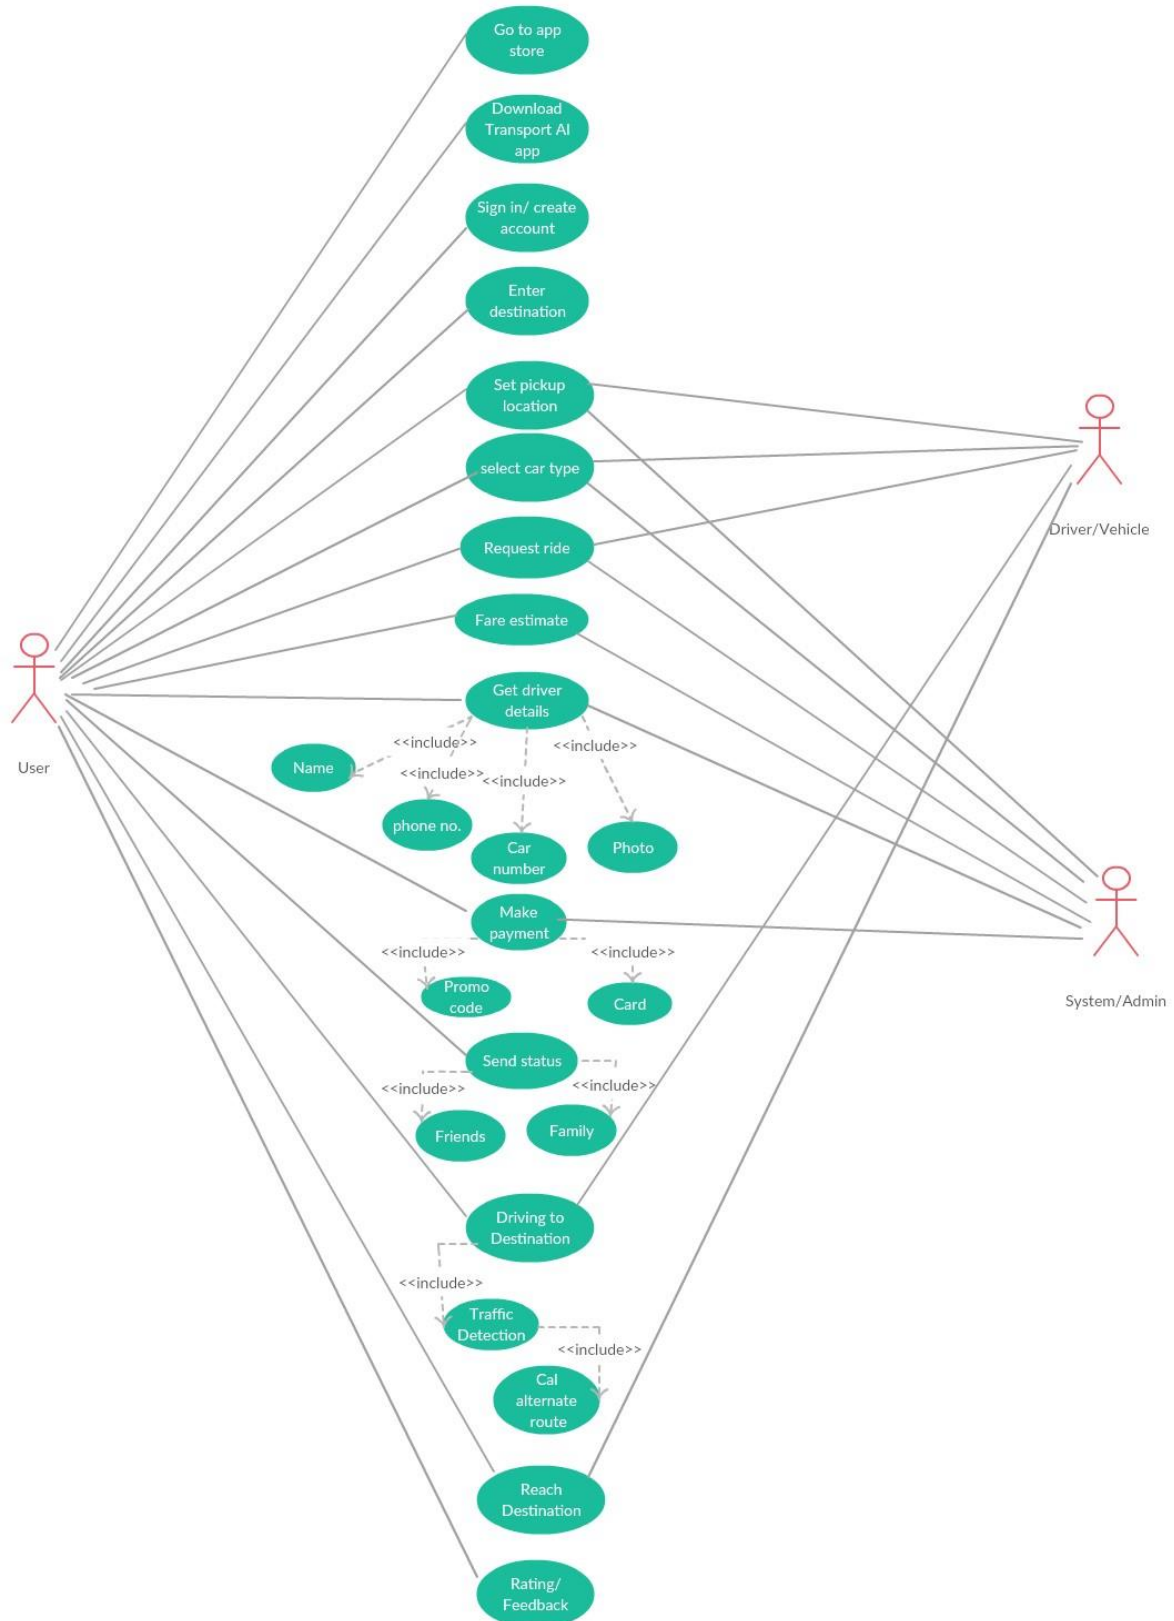 Go to app
store
Download
Transport AI
app
Sign in/ create
account
Enter
destination
Set pickup
location
select car type
Request ride
Driver/Vehicle
Fare estimate
Get driver
details
User
<<include>>
<<include>>
<<include>>
<<include>>
Name
phone no.
Car
number
Photo
Make
payment
<<include>>
<<include>>
Promo
code
Card
System/Admin
Send status
<<include>>
<<include>>
Friends
Family
Driving to
Destination
<<include>>
Traffic
Detection
<<include>>
Cal
alternate
route
Reach
Destination
Rating/
Feedback